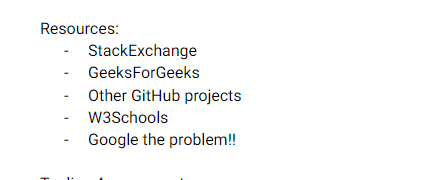 Resources:
- StackExchange
- GeeksForGeeks
- Other GitHub projects
- W3Schools
- Google the problem!!